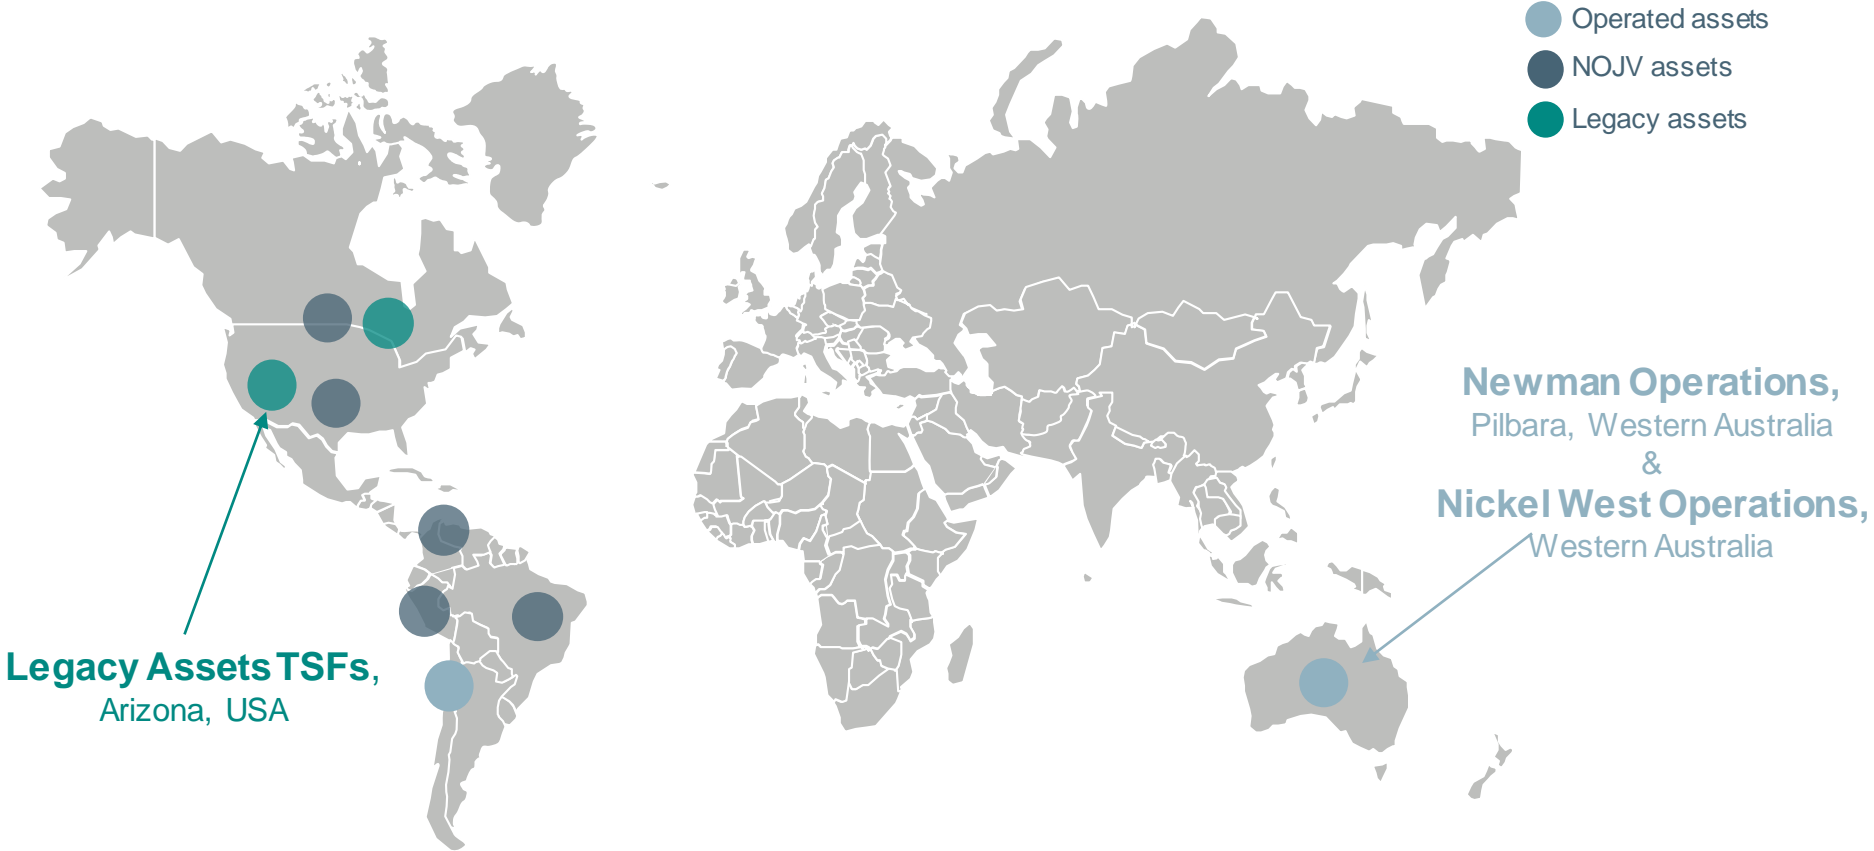 Operated assets
NOJV assets
Legacy assets
Newman Operations,
Pilbara, Western Australia
&
Nickel West Operations,
Western Australia
Legacy Assets TSFs,
Arizona, USA